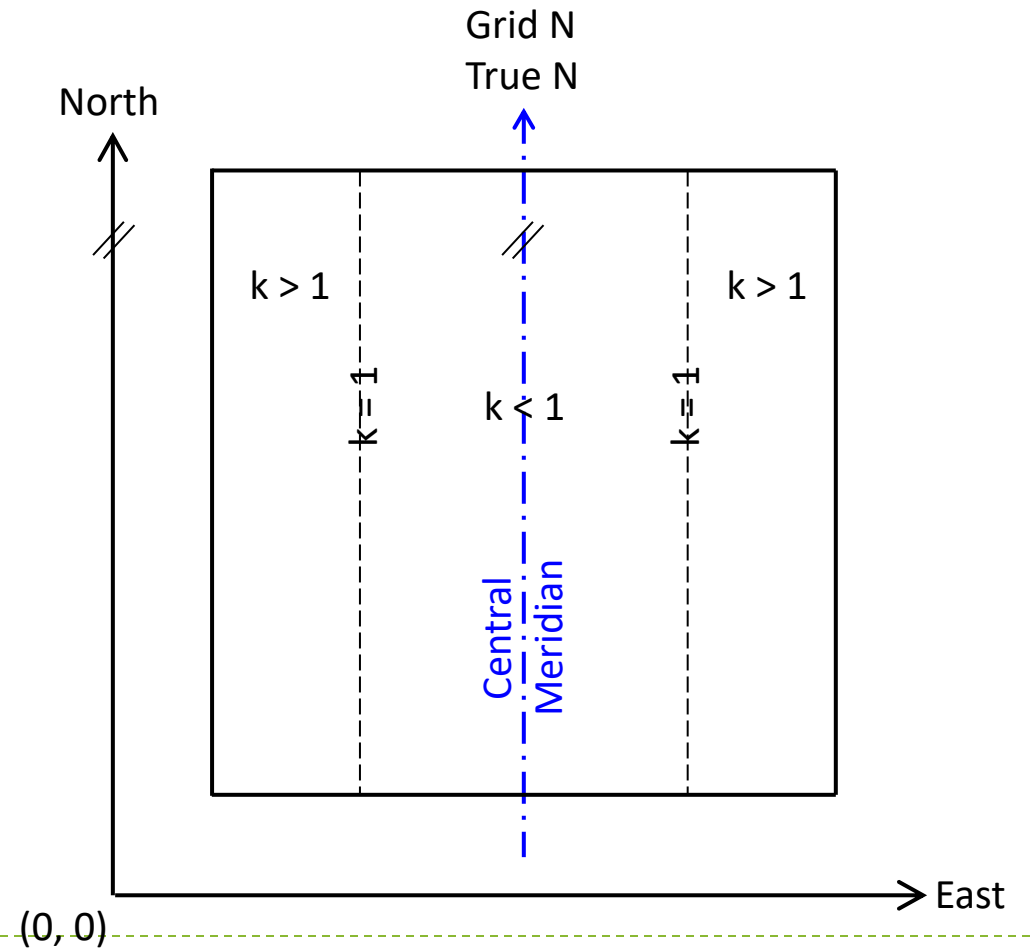 Grid N
True N
North
k > 1
k > 1
k = 1
k < 1
k = 1
Central
Meridian
East
(0, 0)